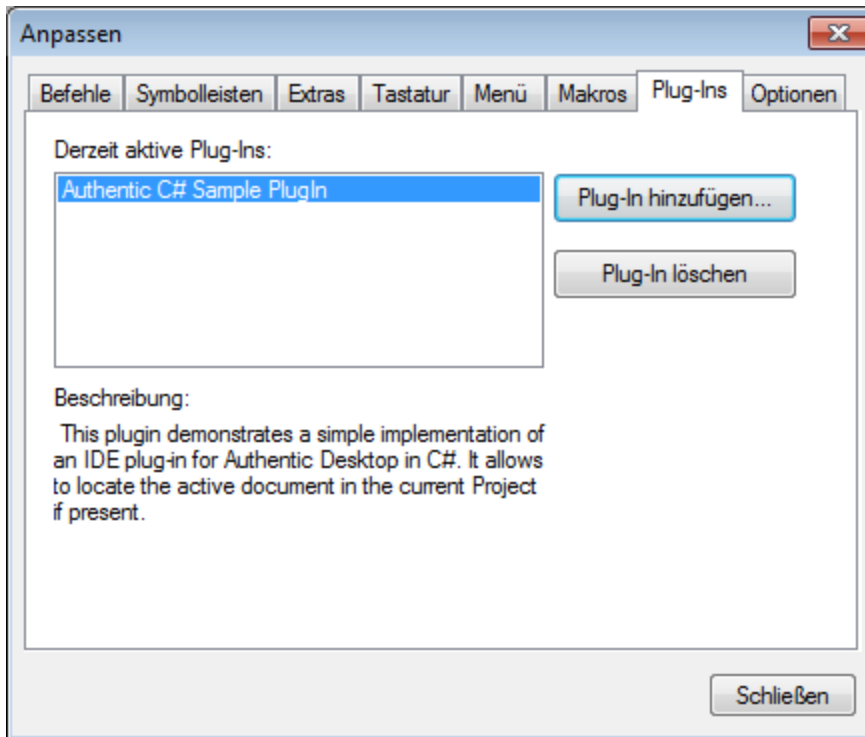 Anpassen
Befehle Symbolleisten Extras Tastatur Menü Makros Plug-Ins Optionen
Derzeit aktive Plug-Ins:
Authentic C# Sample PlugIn
Plug-In hinzufügen...
Plug-In löschen
Beschreibung:
This plugin demonstrates a simple implementation of
an IDE plug-in for Authentic Desktop in C#. It allows
to locate the active document in the current Project
if present.
Schließen